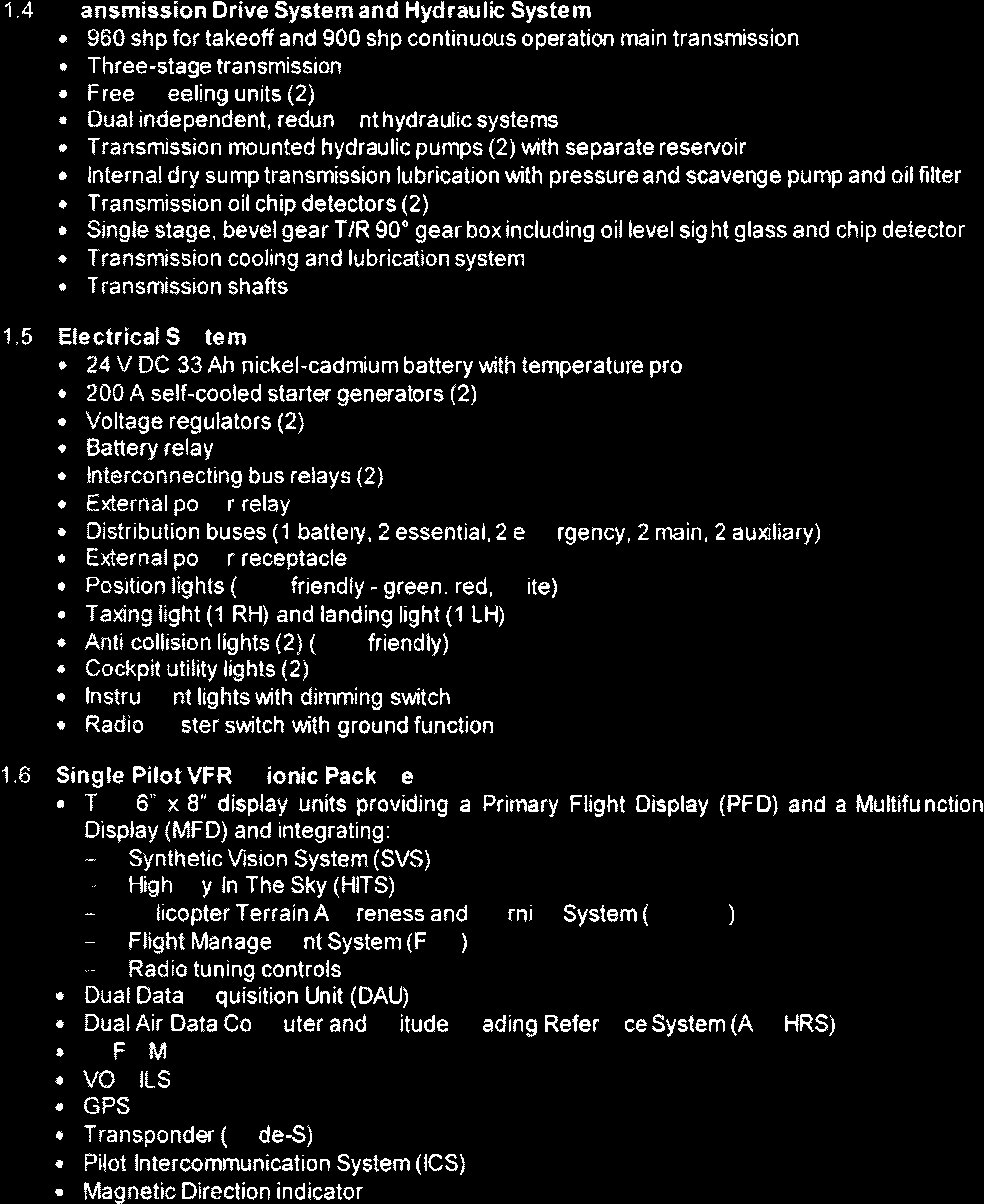 1.4 ansmission Drive System and Hydraulic System
• 960 shp for takeoff and 900 shp continuous operation main transmission
• Three-stage transmission
• Free eeling units (2)
• Dual independent, redun nt hydraulic systems
• Transmission mounted hydraulic pumps (2) with separate reservoir
• Internal dry sump transmission lubrication with pressure and scavenge pump and oil filter
• Transmission oil chip detectors (2)
• Single stage, bevel gear T/R 90° gear box including oil level sight glass and chip detector
• Transmission cooling and lubrication system
• Transmission shafts
1.5 Electrical S tem
• 24 V DC 33 Ah nickel-cadmium battery with temperature pro
• 200 A self-cooled starter generators (2)
• Voltage regulators (2)
• Battery relay
• Interconnecting bus relays (2)
• External po r relay
• Distribution buses (1 battery, 2 essential, 2 e rgency, 2 main, 2 auxiliary)
• External po r receptacle
• Position lights ( friendly - green, red, ite)
• Taxing light (1 RH) and landing light (1 LH)
• Anti collision lights (2) ( friendly)
• Cockpit utility lights (2)
• Instru nt lights with dimming switch
• Radio ster switch with ground function
1.6 Single Pilot VFR ionic Pack e
• T 6" x 8" display units providing a Primary Flight Display (PFD) and a Multifunction
Display (MFD) and integrating:
– Synthetic Vision System (SVS)
– High y In The Sky (HITS)
– licopter Terrain A reness and rni System ( )
– Flight Manage nt System (F )
– Radio tuning controls
• Dual Data quisition Unit (DAU)
• Dual Air Data Co uter and itude ading Refer ce System (A HRS)
• F M
• VO ILS
• GPS
• Transponder ( de-S)
• Pilot Intercommunication System (ICS)
• Magnetic Direction indicator